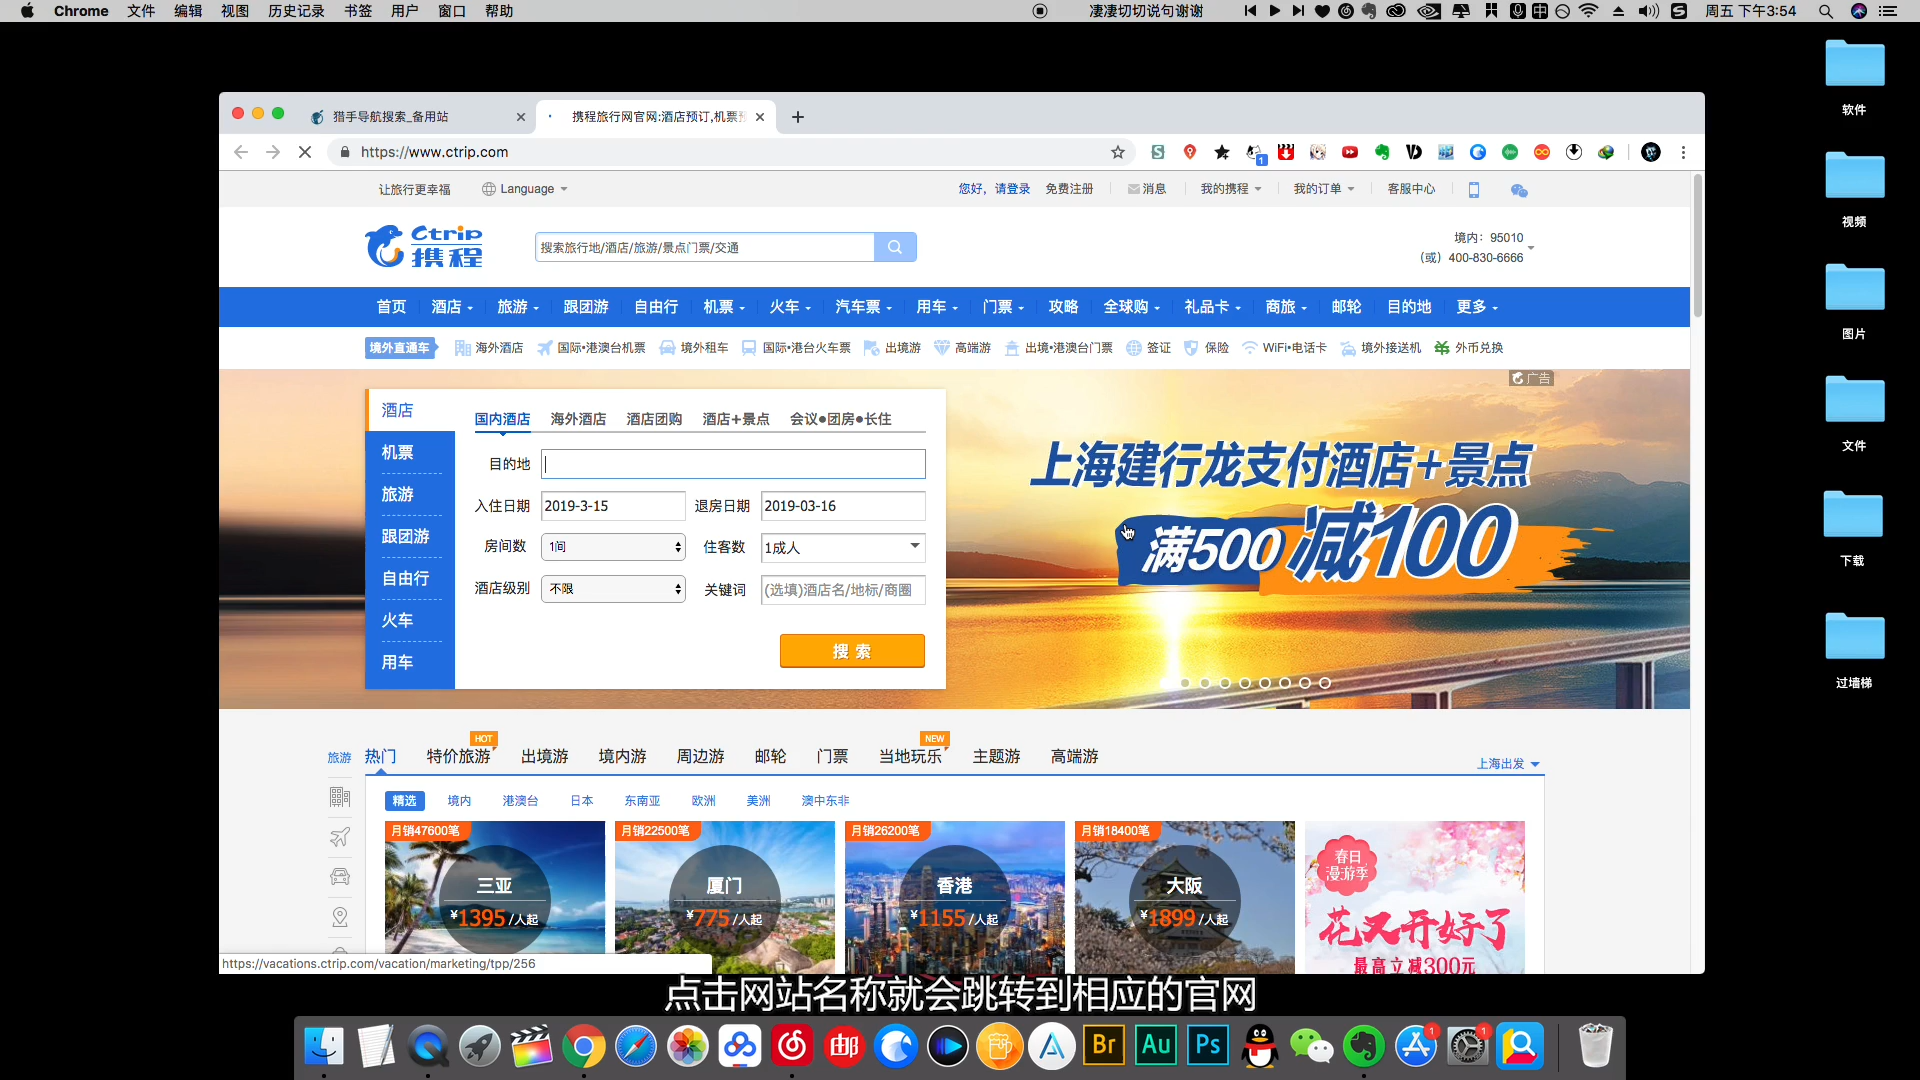 Chrome 文件 编辑 视图 历史记录 书签 用户 窗口 帮助 凄凄切切说句谢谢 周五 下午3:54
猎手导航搜索_备用站 携程旅行网官网:酒店预订,机票预
https://www.ctrip.com
让旅行更幸福 Language 您好，请登录 免费注册 消息 我的携程 我的订单 客服中心
Ctrip
携程
搜索旅行地/酒店/旅游/景点门票/交通
境内：95010
（或）400-830-6666
首页 酒店 旅游 跟团游 自由行 机票 火车 汽车票 用车 门票 攻略 全球购 礼品卡 商旅 邮轮 目的地 更多
境外直通车 海外酒店 国际•港澳台机票 境外租车 国际•港台火车票 出境游 高端游 出境•港澳台门票 签证 保险 WiFi•电话卡 境外接送机 外币兑换
广告
酒店
机票
旅游
跟团游
自由行
火车
用车
国内酒店 海外酒店 酒店团购 酒店+景点 会议●团房●长住
目的地
入住日期 2019-3-15 退房日期 2019-03-16
房间数 1间 住客数 1成人
酒店级别 不限 关键词 (选填)酒店名/地标/商圈
搜 索
上海建行龙支付酒店+景点
满500 减100
旅游 热门 特价旅游 HOT 出境游 境内游 周边游 邮轮 门票 当地玩乐 NEW 主题游 高端游 上海出发
精选 境内 港澳台 日本 东南亚 欧洲 美洲 澳中东非
月销47600笔 月销22500笔 月销26200笔 月销18400笔
三亚 厦门 香港 大阪
¥1395/人起 ¥775/人起 ¥1155/人起 ¥1899/人起
春日
漫游季
花又开好了
最高立减300元
https://vacations.ctrip.com/vacation/marketing/tpp/256
点击网站名称就会跳转到相应的官网
软件
视频
图片
文件
下载
过墙梯
邮 Br Au Ps 1 1